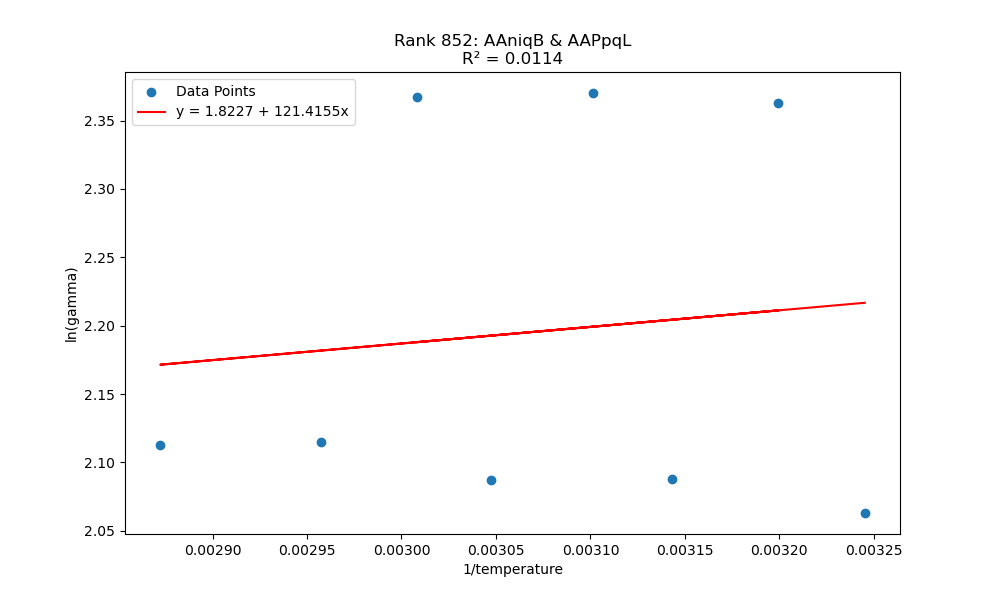 Rank 852: AAniqB & AAPpqL
R² = 0.0114
Data Points
y = 1.8227 + 121.4155x
ln(gamma)
2.35
2.30
2.25
2.20
2.15
2.10
2.05
0.00290 0.00295 0.00300 0.00305 0.00310 0.00315 0.00320 0.00325
1/temperature